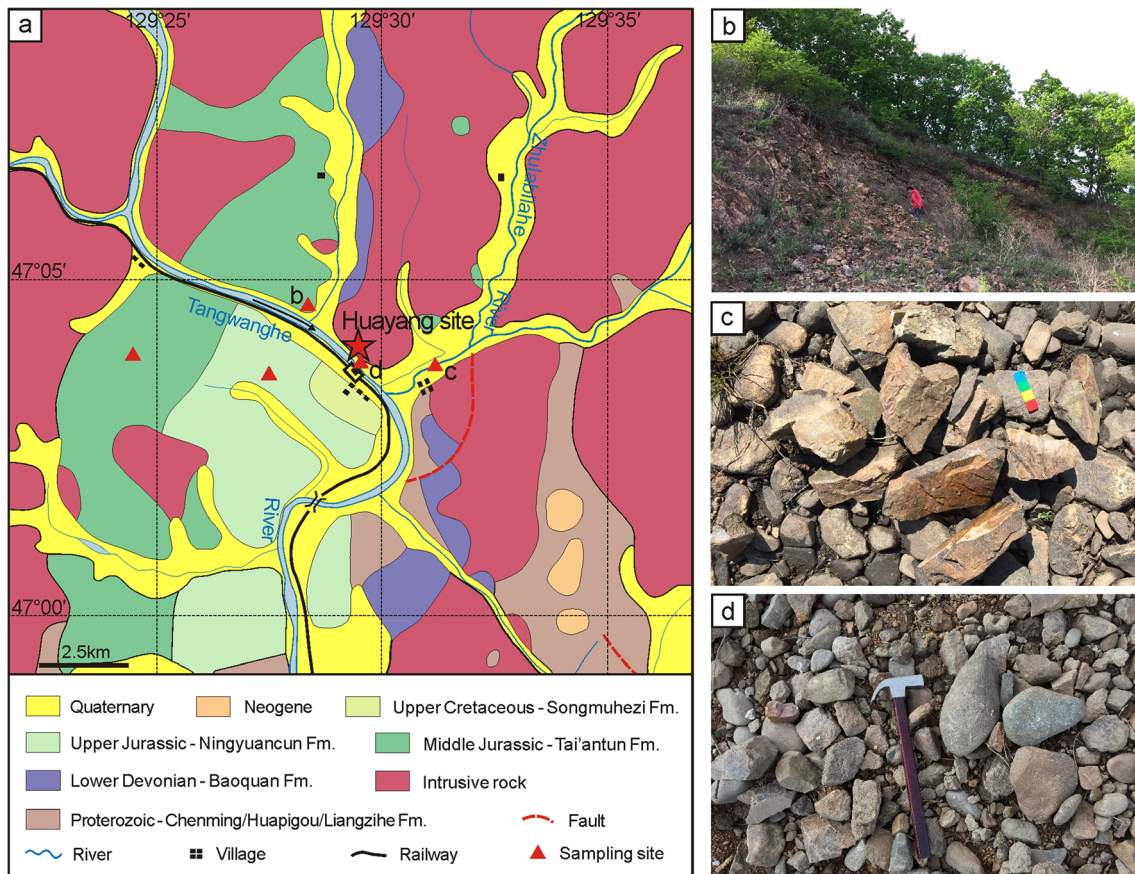 a
129°25′
129°30′
129°35′
47°05′
47°00′
Zhulabilahe
River
b
Huayang site
Tangwanghe
d
c
River
2.5km
Quaternary
Neogene
Upper Cretaceous - Songmuhezi Fm.
Upper Jurassic - Ningyuancun Fm.
Middle Jurassic - Tai’antun Fm.
Lower Devonian - Baoquan Fm.
Intrusive rock
Proterozoic - Chenming/Huapigou/Liangzihe Fm.
Fault
River
Village
Railway
Sampling site
b
c
d